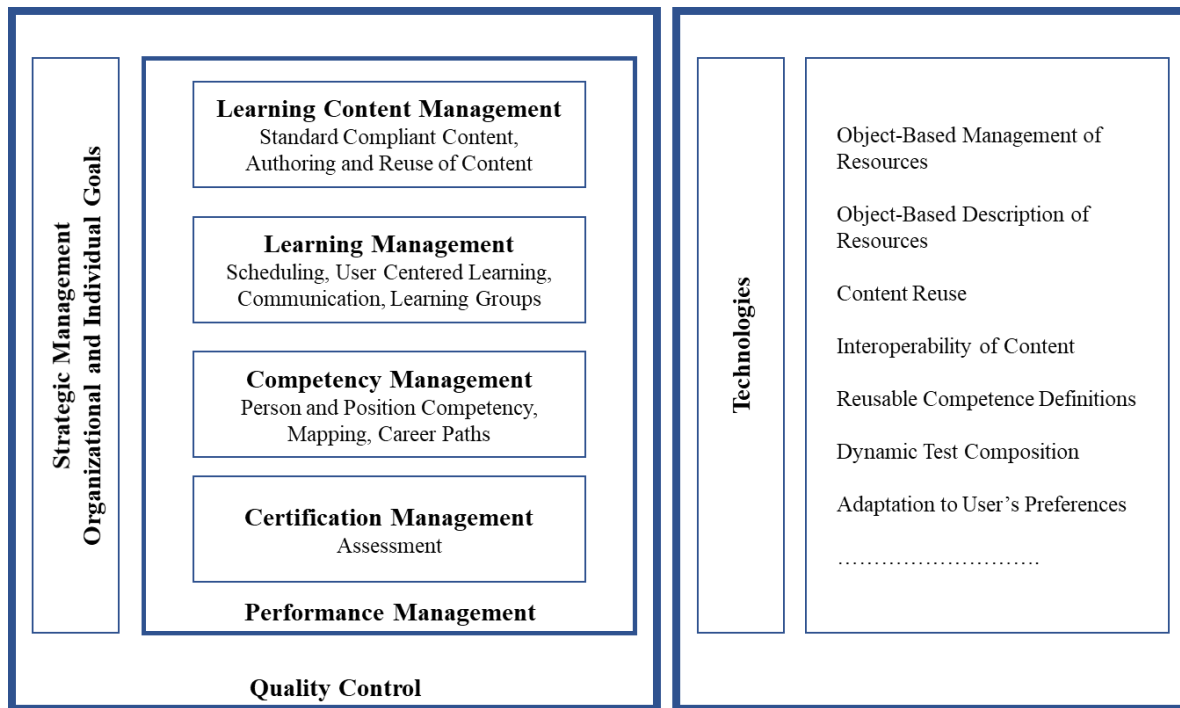 Strategic Management
Organizational and Individual Goals
Learning Content Management
Standard Compliant Content,
Authoring and Reuse of Content
Learning Management
Scheduling, User Centered Learning,
Communication, Learning Groups
Competency Management
Person and Position Competency,
Mapping, Career Paths
Certification Management
Assessment
Performance Management
Quality Control
Technologies
Object-Based Management of
Resources
Object-Based Description of
Resources
Content Reuse
Interoperability of Content
Reusable Competence Definitions
Dynamic Test Composition
Adaptation to User’s Preferences
……………………….